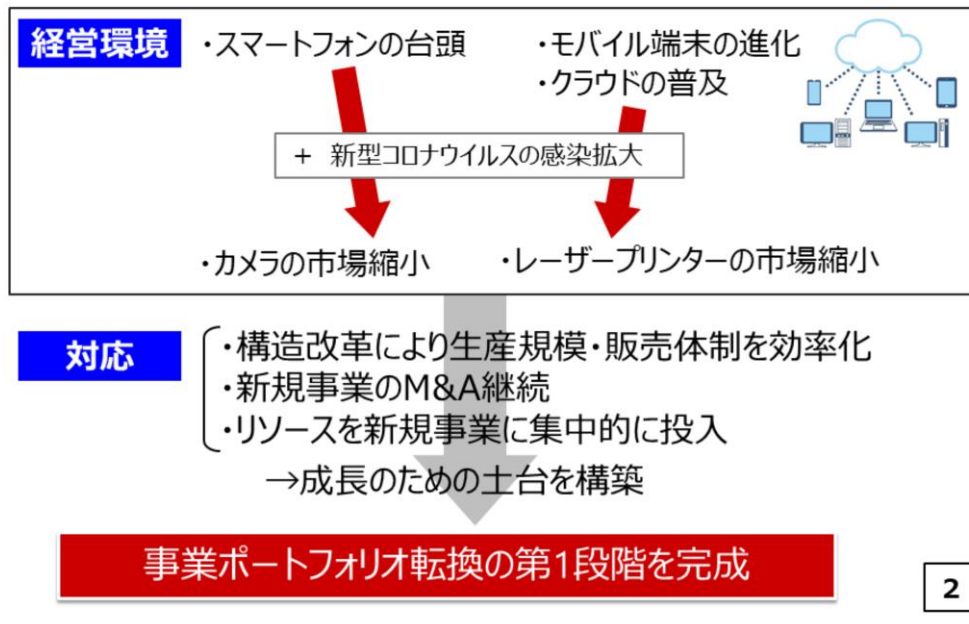 経営環境
・スマートフォンの台頭
・モバイル端末の進化
・クラウドの普及
+ 新型コロナウイルスの感染拡大
・カメラの市場縮小
・レーザープリンターの市場縮小
対応
・構造改革により生産規模・販売体制を効率化
・新規事業のM&A継続
・リソースを新規事業に集中的に投入
→成長のための土台を構築
事業ポートフォリオ転換の第1段階を完成
2